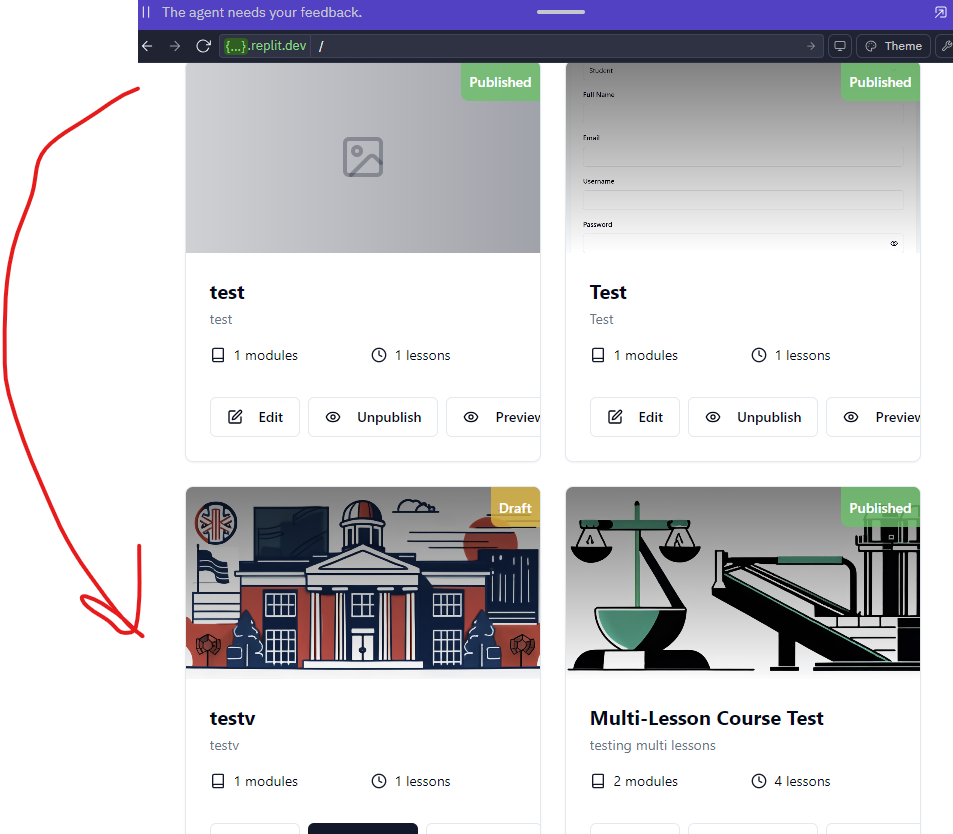 The agent needs your feedback.
{...}.replit.dev /
Theme
Published
Student
Published
Full Name
Email
Username
Password
test
test
1 modules
1 lessons
Edit
Unpublish
Preview
Test
Test
1 modules
1 lessons
Edit
Unpublish
Preview
Draft
Published
testv
testv
1 modules
1 lessons
Multi-Lesson Course Test
testing multi lessons
2 modules
4 lessons